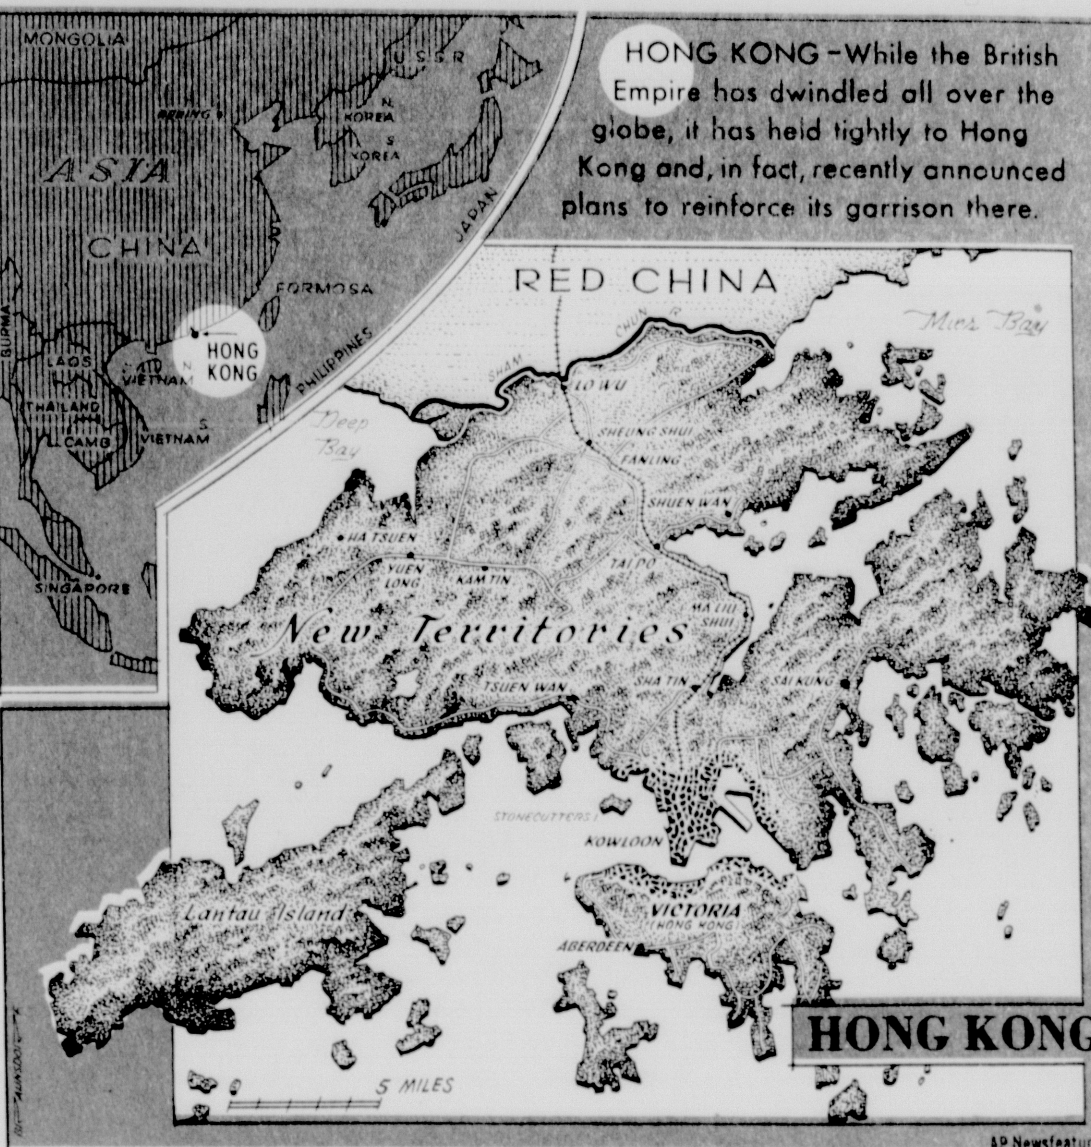 HONG KONG – While the British
Empire has dwindled all over the
globe, it has held tightly to Hong
Kong and, in fact, recently announced
plans to reinforce its garrison there.
MONGOLIA
U S S R
N.
KOREA
S
KOREA
ASIA
CHINA
JAPAN
FORMOSA
PHILIPPINES
HONG
KONG
BURMA
LAOS
N
VIETNAM
THAILAND
CAMB
S.
VIETNAM
SINGAPORE
RED CHINA
Mirs Bay
CHUN R
SHAM
LO WU
Deep
Bay
SHEUNG SHUI
FANLING
SHUEN WAN
HA TSUEN
YUEN
LONG
KAM TIN
TAI PO
MA LIU
SHUI
New Territories
TSUEN WAN
SHA TIN
SAI KUNG
STONECUTTERS I
KOWLOON
Lantau Island
VICTORIA
(HONG KONG)
ABERDEEN
HONG KONG
5 MILES
AP Newsfeat